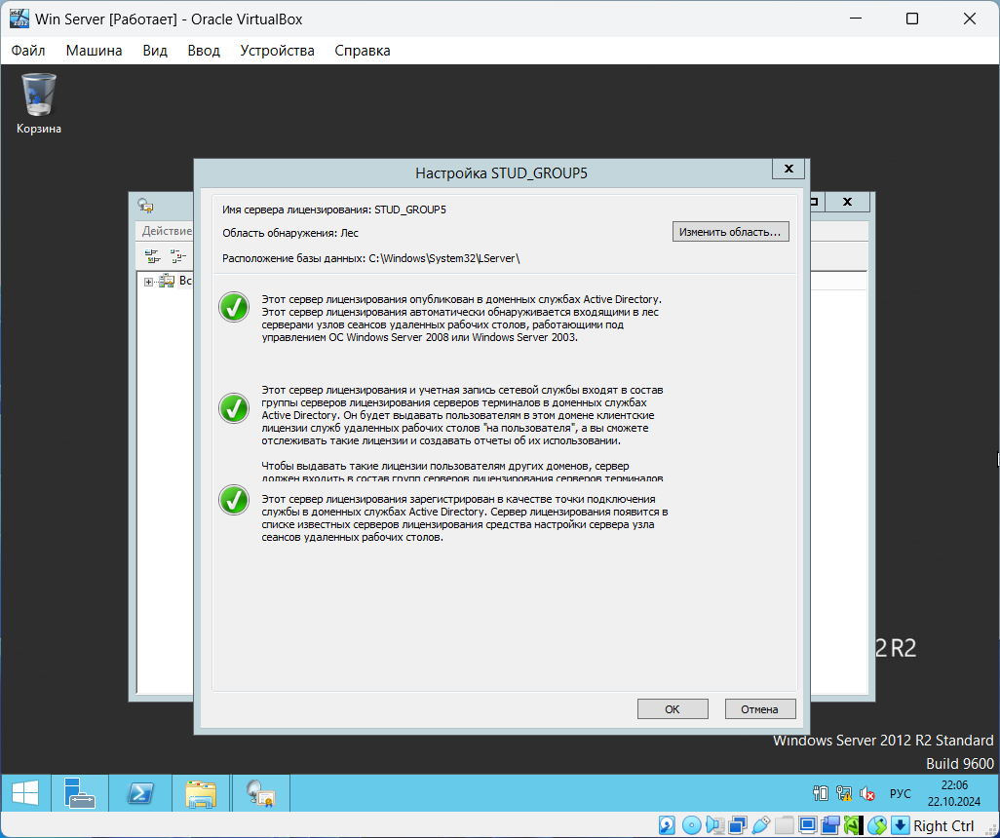 Win Server [Работает] - Oracle VirtualBox
Файл Машина Вид Ввод Устройства Справка
Корзина
Настройка STUD_GROUP5
Имя сервера лицензирования: STUD_GROUP5
Область обнаружения: Лес
Изменить область...
Расположение базы данных: C:\Windows\System32\LServer\
Действие
Вс
Этот сервер лицензирования опубликован в доменных службах Active Directory.
Этот сервер лицензирования автоматически обнаруживается входящими в лес
серверами узлов сеансов удаленных рабочих столов, работающими под
управлением ОС Windows Server 2008 или Windows Server 2003.
Этот сервер лицензирования и учетная запись сетевой службы входят в состав
группы серверов лицензирования серверов терминалов в доменных службах
Active Directory. Он будет выдавать пользователям в этом домене клиентские
лицензии служб удаленных рабочих столов "на пользователя", а вы сможете
отслеживать такие лицензии и создавать отчеты об их использовании.
Чтобы выдавать такие лицензии пользователям других доменов, сервер
должен входить в состав групп серверов лицензирования серверов терминалов
Этот сервер лицензирования зарегистрирован в качестве точки подключения
службы в доменных службах Active Directory. Сервер лицензирования появится в
списке известных серверов лицензирования средства настройки сервера узла
сеансов удаленных рабочих столов.
2 R2
ОК
Отмена
Windows Server 2012 R2 Standard
Build 9600
РУС
22:06
22.10.2024
Right Ctrl